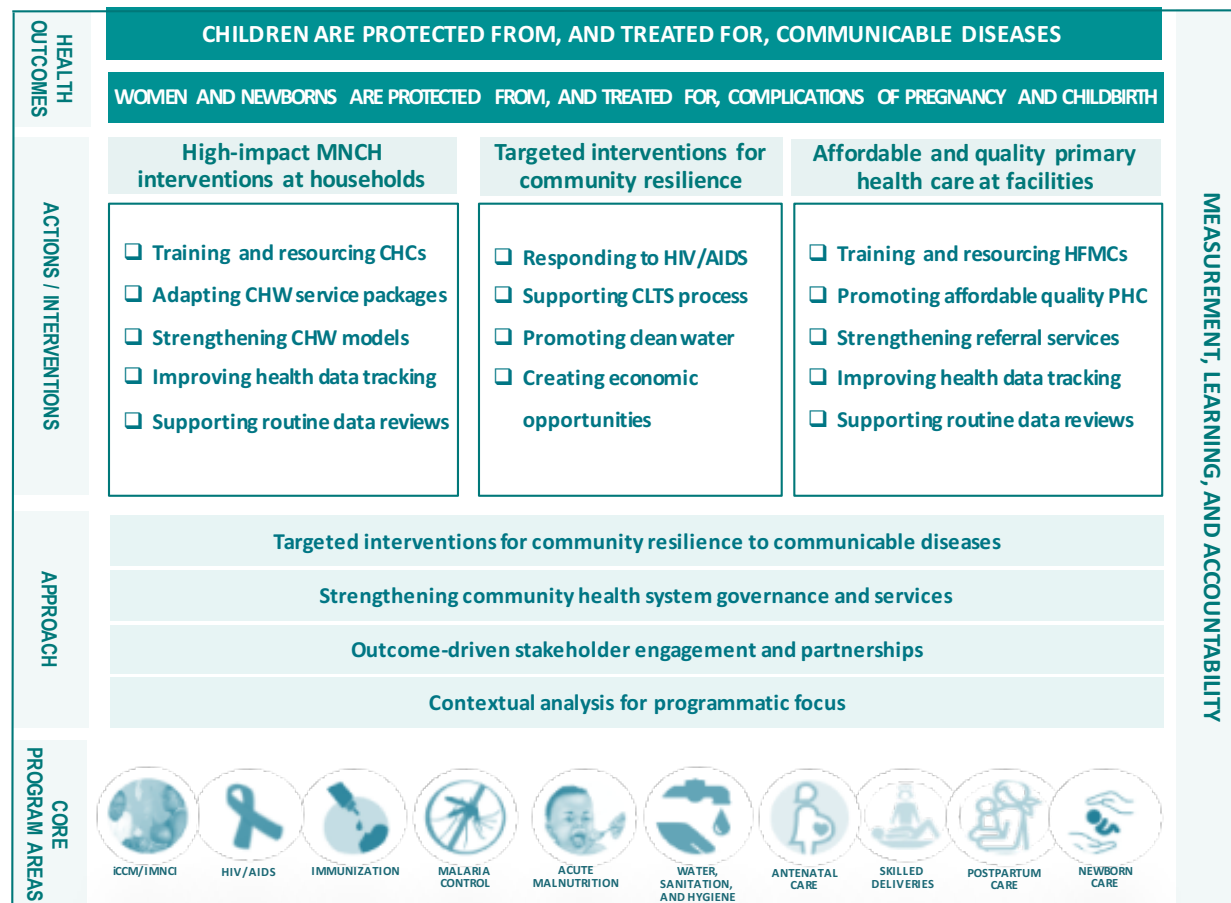 HEALTH
OUTCOMES
CHILDREN ARE PROTECTED FROM, AND TREATED FOR, COMMUNICABLE DISEASES
WOMEN AND NEWBORNS ARE PROTECTED FROM, AND TREATED FOR, COMPLICATIONS OF PREGNANCY AND CHILDBIRTH
ACTIONS / INTERVENTIONS
High-impact MNCH
interventions at households
❑ Training and resourcing CHCs
❑ Adapting CHW service packages
❑ Strengthening CHW models
❑ Improving health data tracking
❑ Supporting routine data reviews
Targeted interventions for
community resilience
❑ Responding to HIV/AIDS
❑ Supporting CLTS process
❑ Promoting clean water
❑ Creating economic
opportunities
Affordable and quality primary
health care at facilities
❑ Training and resourcing HFMCs
❑ Promoting affordable quality PHC
❑ Strengthening referral services
❑ Improving health data tracking
❑ Supporting routine data reviews
APPROACH
Targeted interventions for community resilience to communicable diseases
Strengthening community health system governance and services
Outcome-driven stakeholder engagement and partnerships
Contextual analysis for programmatic focus
CORE
PROGRAM AREAS
iCCM/IMNCI
HIV/AIDS
IMMUNIZATION
MALARIA
CONTROL
ACUTE
MALNUTRITION
WATER,
SANITATION,
AND HYGIENE
ANTENATAL
CARE
SKILLED
DELIVERIES
POSTPARTUM
CARE
NEWBORN
CARE
MEASUREMENT, LEARNING, AND ACCOUNTABILITY